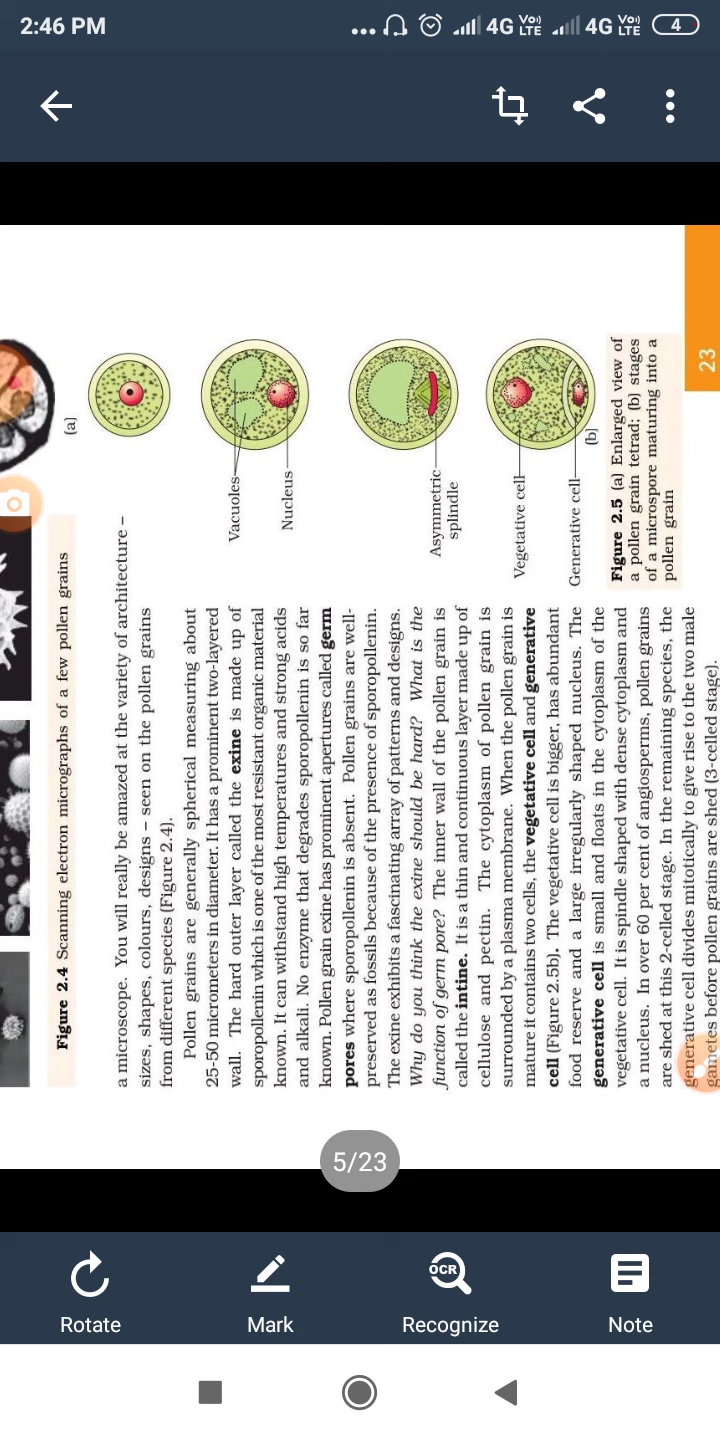 2:46 PM
4G VoLTE 4G VoLTE 4
Figure 2.4 Scanning electron micrographs of a few pollen grains
a microscope. You will really be amazed at the variety of architecture –
sizes, shapes, colours, designs – seen on the pollen grains
from different species (Figure 2.4).
Pollen grains are generally spherical measuring about
25-50 micrometers in diameter. It has a prominent two-layered
wall. The hard outer layer called the exine is made up of
sporopollenin which is one of the most resistant organic material
known. It can withstand high temperatures and strong acids
and alkali. No enzyme that degrades sporopollenin is so far
known. Pollen grain exine has prominent apertures called germ
pores where sporopollenin is absent. Pollen grains are well-
preserved as fossils because of the presence of sporopollenin.
The exine exhibits a fascinating array of patterns and designs.
Why do you think the exine should be hard? What is the
function of germ pore? The inner wall of the pollen grain is
called the intine. It is a thin and continuous layer made up of
cellulose and pectin. The cytoplasm of pollen grain is
surrounded by a plasma membrane. When the pollen grain is
mature it contains two cells, the vegetative cell and generative
cell (Figure 2.5b). The vegetative cell is bigger, has abundant
food reserve and a large irregularly shaped nucleus. The
generative cell is small and floats in the cytoplasm of the
vegetative cell. It is spindle shaped with dense cytoplasm and
a nucleus. In over 60 per cent of angiosperms, pollen grains
are shed at this 2-celled stage. In the remaining species, the
generative cell divides mitotically to give rise to the two male
gametes before pollen grains are shed (3-celled stage).
(a)
Vacuoles
Nucleus
Asymmetric
spindle
Vegetative cell
Generative cell
(b)
Figure 2.5 (a) Enlarged view of
a pollen grain tetrad; (b) stages
of a microspore maturing into a
pollen grain
23
5/23
OCR
Rotate
Mark
Recognize
Note